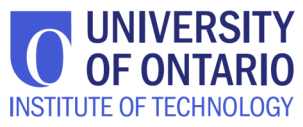 UNIVERSITY
OF ONTARIO
INSTITUTE OF TECHNOLOGY